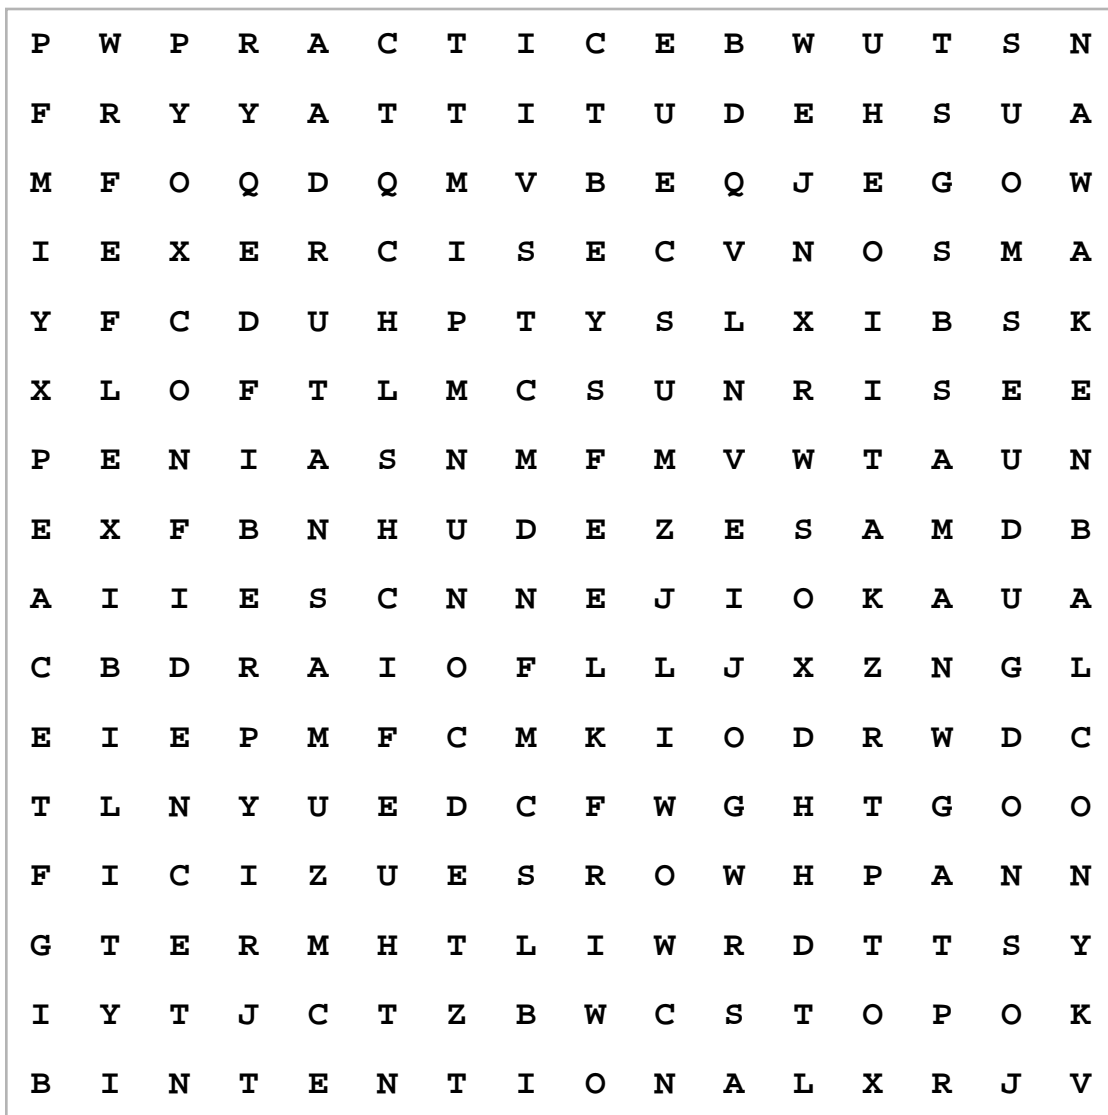 P W P R A C T I C E B W U T S N
F R Y Y A T T I T U D E H S U A
M F O Q D Q M V B E Q J E G O W
I E X E R C I S E C V N O S M A
Y F C D U H P T Y S L X I B S K
X L O F T L M C S U N R I S E E
P E N I A S N M F M V W T A U N
E X F B N H U D E Z E S A M D B
A I I E S C N N E J I O K A U A
C B D R A I O F L L J X Z N G L
E I E P M F C M K I O D R W D C
T L N Y U E D C F W G H T G O O
F I C I Z U E S R O W H P A N N
G T E R M H T L I W R D T T S Y
I Y T J C T Z B W C S T O P O K
B I N T E N T I O N A L X R J V